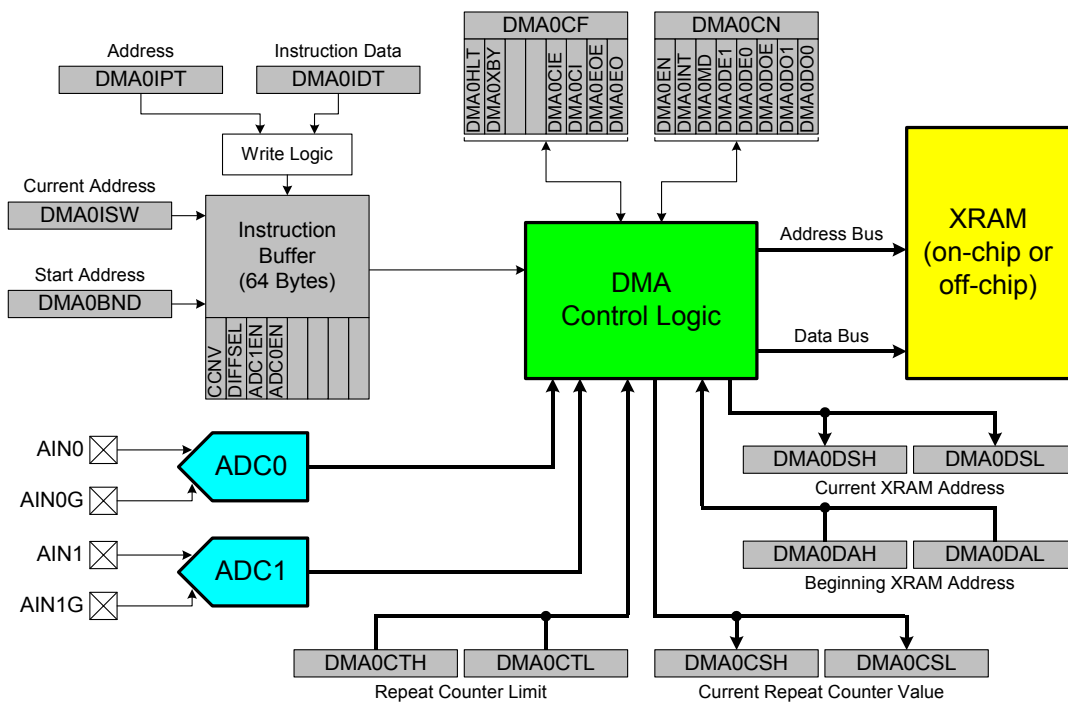 DMA0CF
DMA0HLT
DMA0XBY
DMA0CIE
DMA0CI
DMA0EOE
DMA0EO
DMA0CN
DMA0EN
DMA0INT
DMA0MD
DMA0DE1
DMA0DE0
DMA0DOE
DMA0DO1
DMA0DO0
Address
DMA0IPT
Instruction Data
DMA0IDT
Write Logic
Current Address
DMA0ISW
Start Address
DMA0BND
Instruction
Buffer
(64 Bytes)
CCNV
DIFFSEL
ADC1EN
ADC0EN
DMA
Control Logic
Address Bus
Data Bus
XRAM
(on-chip or
off-chip)
AIN0
AIN0G
ADC0
AIN1
AIN1G
ADC1
DMA0DSH
DMA0DSL
Current XRAM Address
DMA0DAH
DMA0DAL
Beginning XRAM Address
DMA0CTH
DMA0CTL
Repeat Counter Limit
DMA0CSH
DMA0CSL
Current Repeat Counter Value